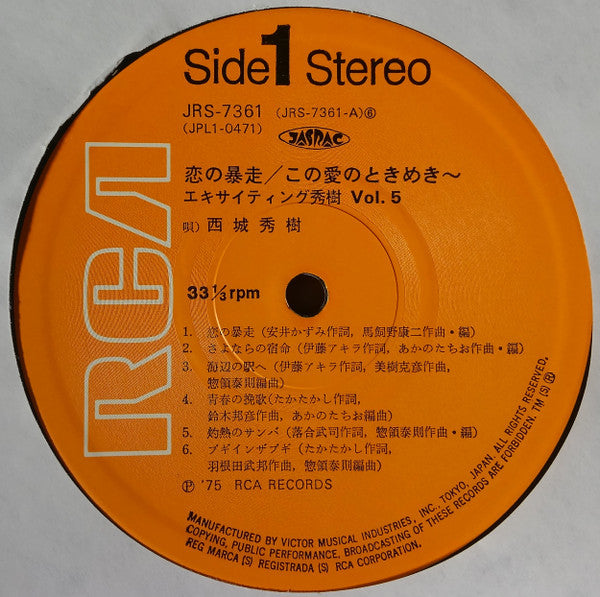 Side 1 Stereo
JRS-7361 (JRS-7361-A)⑥
(JPL1-0471)
JASRAC
恋の暴走/この愛のときめき〜
エキサイティング秀樹 Vol. 5
唄) 西城秀樹
33 1/3 rpm
RCA
1. 恋の暴走 (安井かずみ作詞, 馬飼野康二作曲・編)
2. さよならの宿命 (伊藤アキラ作詞, あかのたちお作曲・編)
3. 海辺の駅へ (伊藤アキラ作詞, 美樹克彦作曲,
惣領泰則編曲)
4. 青春の挽歌 (たかたかし作詞,
鈴木邦彦作曲, あかのたちお編曲)
5. 灼熱のサンバ (落合武司作詞, 惣領泰則作曲・編)
6. ブギインザブギ (たかたかし作詞,
羽根田武邦作曲, 惣領泰則編曲)
Ⓟ '75 RCA RECORDS
MANUFACTURED BY VICTOR MUSICAL INDUSTRIES, INC. TOKYO, JAPAN. ALL RIGHTS RESERVED.
COPYING, PUBLIC PERFORMANCE, BROADCASTING OF THESE RECORDS ARE FORBIDDEN. TM (S) ®
REG MARCA (S) REGISTRADA (S) RCA CORPORATION.